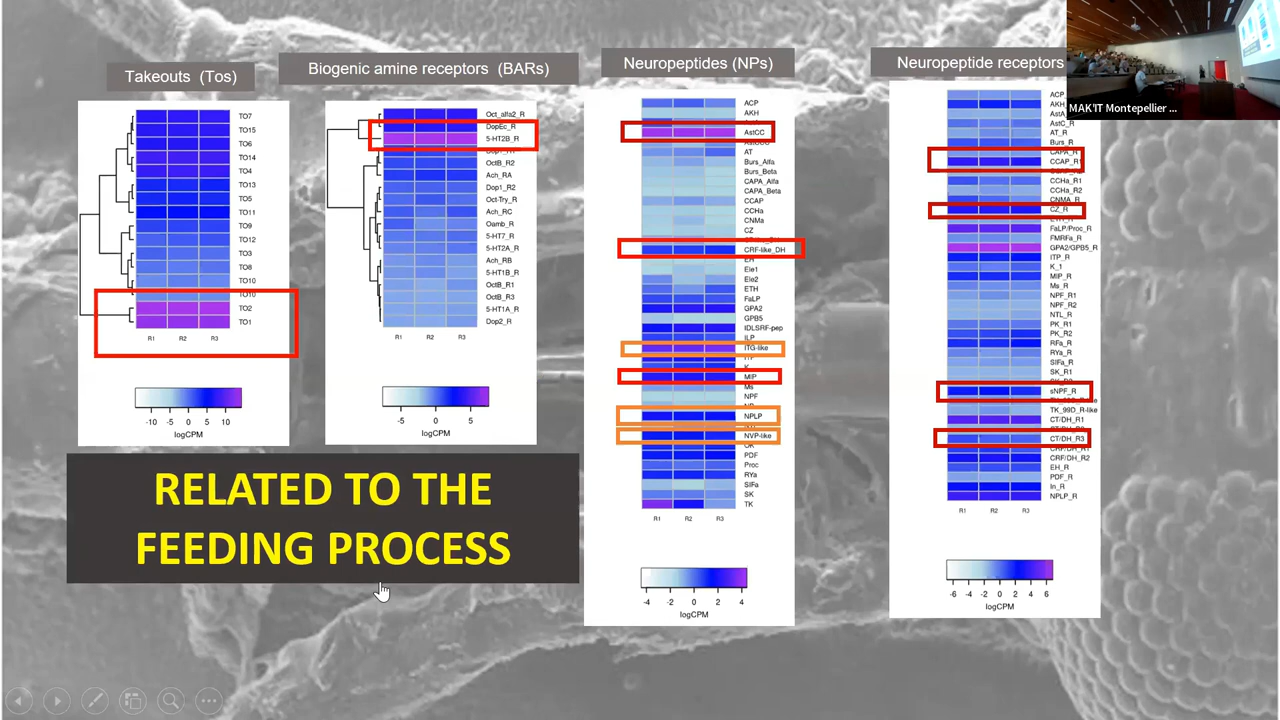 Takeouts (Tos)
Biogenic amine receptors (BARs)
Neuropeptides (NPs)
Neuropeptide receptors
MAK'IT Montepellier ...
TO7
TO15
TO6
TO14
TO4
TO13
TO5
TO11
TO9
TO12
TO3
TO8
TO10
TO2
TO1
R1 R2 R3
-10 -5 0 5 10
logCPM
Oct_alfa2_R
DopEc_R
5-HT2B_R
OctB_R2
Ach_RA
Dop1_R2
Oct-Try_R
Ach_RC
Oamb_R
5-HT7_R
5-HT2A_R
Ach_RB
5-HT1B_R
OctB_R1
OctB_R3
5-HT1A_R
Dop2_R
R1 R2 R3
-5 0 5
logCPM
RELATED TO THE
FEEDING PROCESS
ACP
AKH
AstCC
AT
Burs_Alfa
Burs_Beta
CAPA_Alfa
CAPA_Beta
CCAP
CCHa
CNMa
CZ
CRF-like_DH
EH
Ele1
Ele2
ETH
FaLP
GPA2
GPB5
IDLSRF-pep
ILP
ITG-like
MIP
Ms
NPF
NPLP
NVP-like
OK
PDF
Proc
RYa
SIFa
SK
TK
R1 R2 R3
-4 -2 0 2 4
logCPM
ACP
AKH
AstA
AstC_R
AT_R
Burs_R
CAPA_R
CCAP_R1
CCHa_R1
CCHa_R2
CNMA_R
CZ_R
FaLP/Proc_R
FMRFa_R
GPA2/GPB5_R
ITP_R
K_1
MIP_R
Ms_R
NPF_R1
NPF_R2
NTL_R
PK_R1
PK_R2
RFa_R
RYa_R
SIFa_R
SK_R1
sNPF_R
TK_99D_R-like
CT/DH_R1
CT/DH_R3
CRF/DH_R1
CRF/DH_R2
EH_R
PDF_R
In_R
NPLP_R
R1 R2 R3
-6 -4 -2 0 2 4 6
logCPM